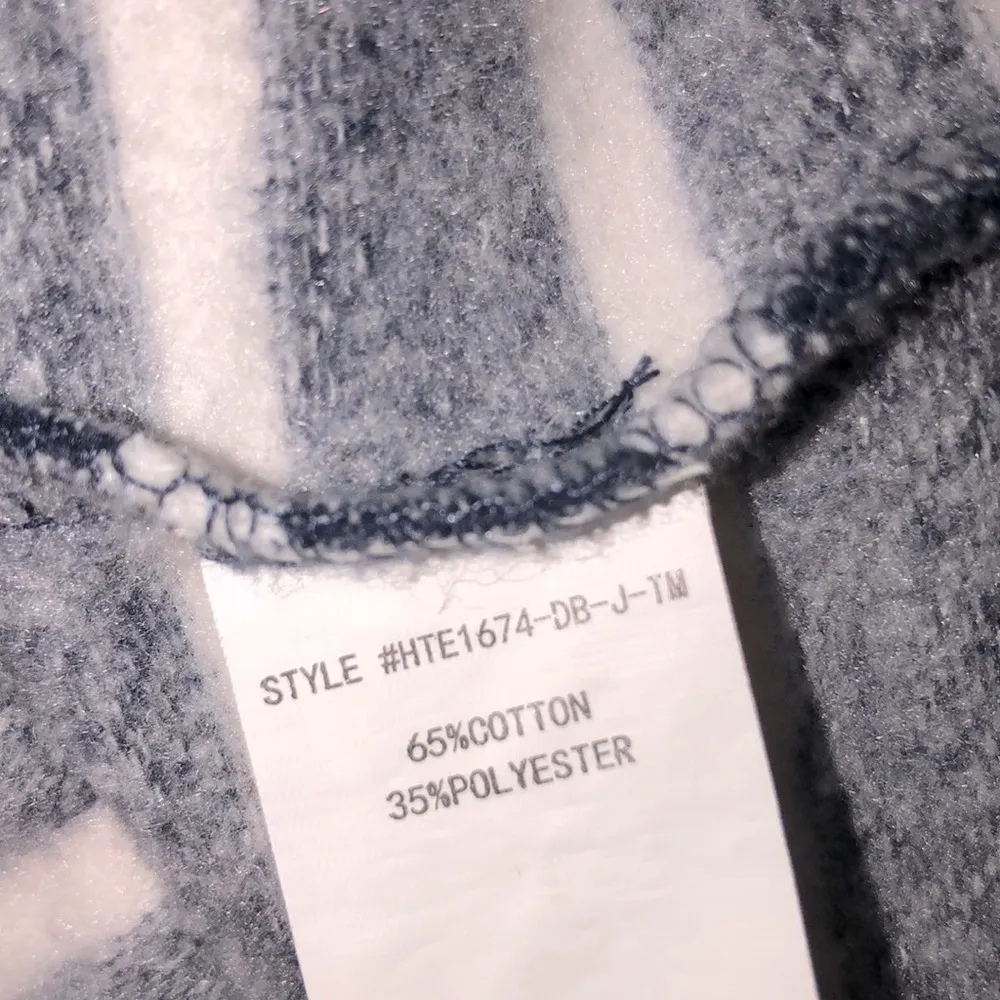 STYLE #HTE1674-DB-J-TM
65%COTTON
35%POLYESTER